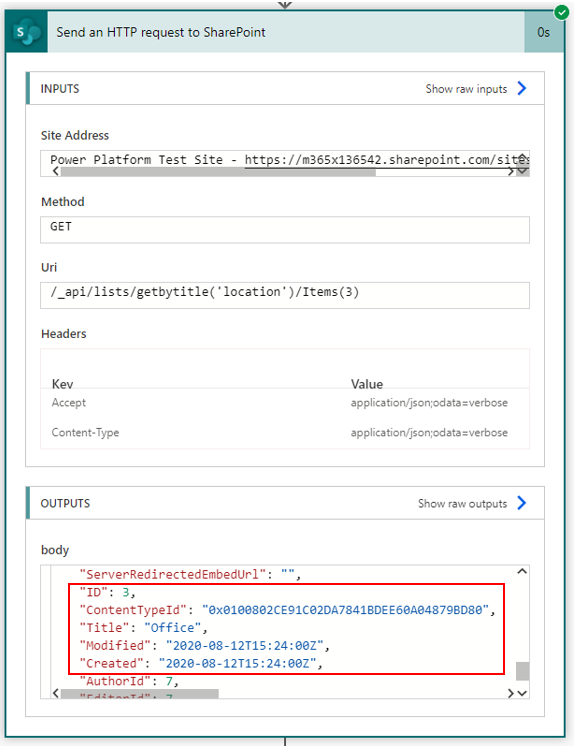 Send an HTTP request to SharePoint
0s
INPUTS
Show raw inputs
Site Address
Power Platform Test Site - https://m365x136542.sharepoint.com/sites
Method
GET
Uri
/_api/lists/getbytitle('location')/Items(3)
Headers
Key Value
Accept application/json;odata=verbose
Content-Type application/json;odata=verbose
OUTPUTS
Show raw outputs
body
"ServerRedirectedEmbedUrl": "",
"ID": 3,
"ContentTypeId": "0x0100802CE91C02DA7841BDEE60A04879BD80",
"Title": "Office",
"Modified": "2020-08-12T15:24:00Z",
"Created": "2020-08-12T15:24:00Z",
"AuthorId": 7,
"EditorId": 7